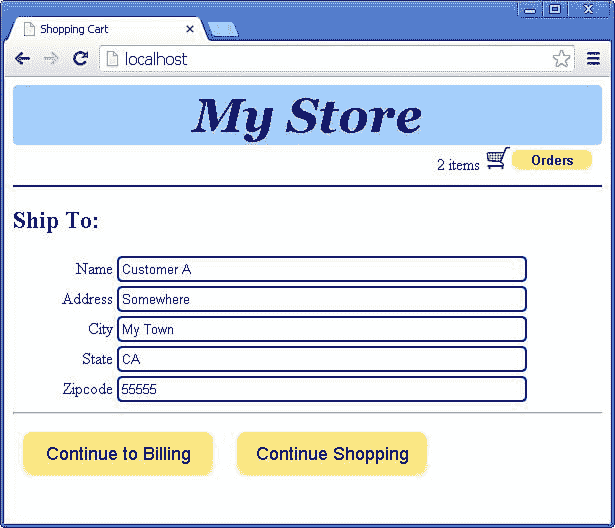 Shopping Cart
localhost
My Store
2 items Orders
Ship To:
Name Customer A
Address Somewhere
City My Town
State CA
Zipcode 55555
Continue to Billing Continue Shopping